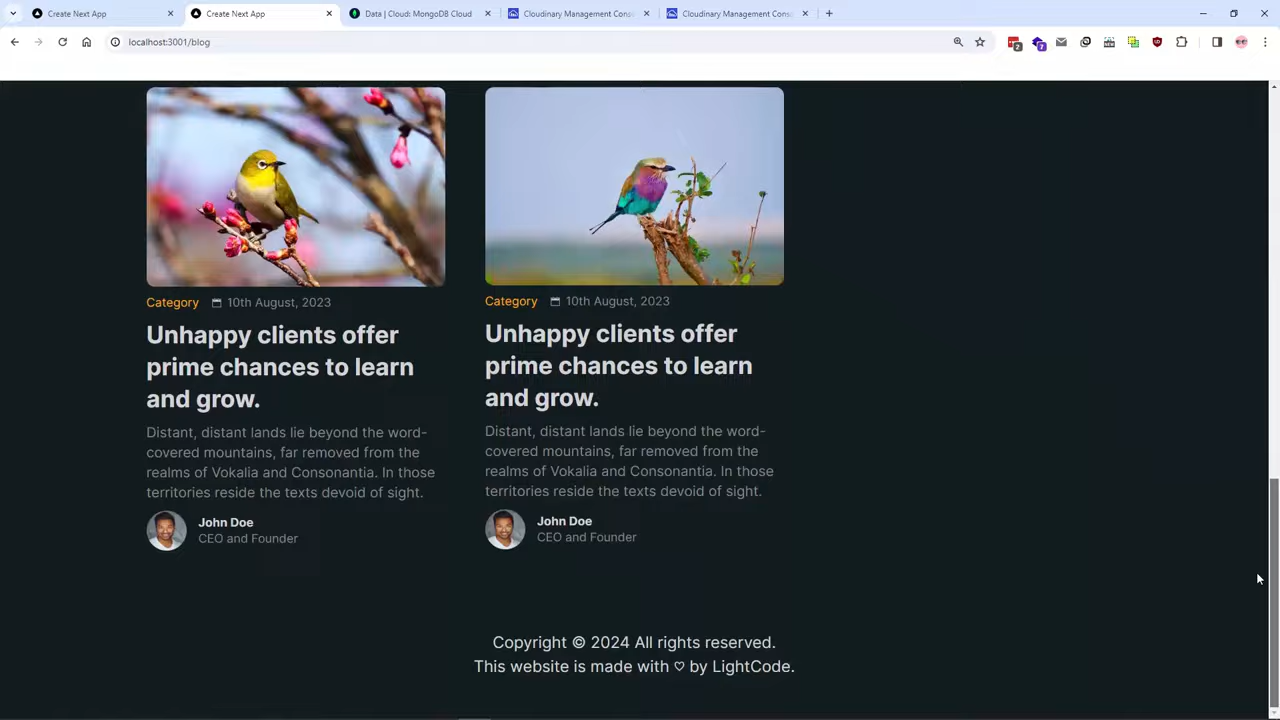 Create Next App
Create Next App
Data | Cloud: MongoDB Cloud
Cloudinary Management Conso
Cloudinary Management Conso
localhost:3001/blog
2
7
Category
10th August, 2023
Unhappy clients offer
prime chances to learn
and grow.
Distant, distant lands lie beyond the word-
covered mountains, far removed from the
realms of Vokalia and Consonantia. In those
territories reside the texts devoid of sight.
John Doe
CEO and Founder
Category
10th August, 2023
Unhappy clients offer
prime chances to learn
and grow.
Distant, distant lands lie beyond the word-
covered mountains, far removed from the
realms of Vokalia and Consonantia. In those
territories reside the texts devoid of sight.
John Doe
CEO and Founder
Copyright © 2024 All rights reserved.
This website is made with ♡ by LightCode.